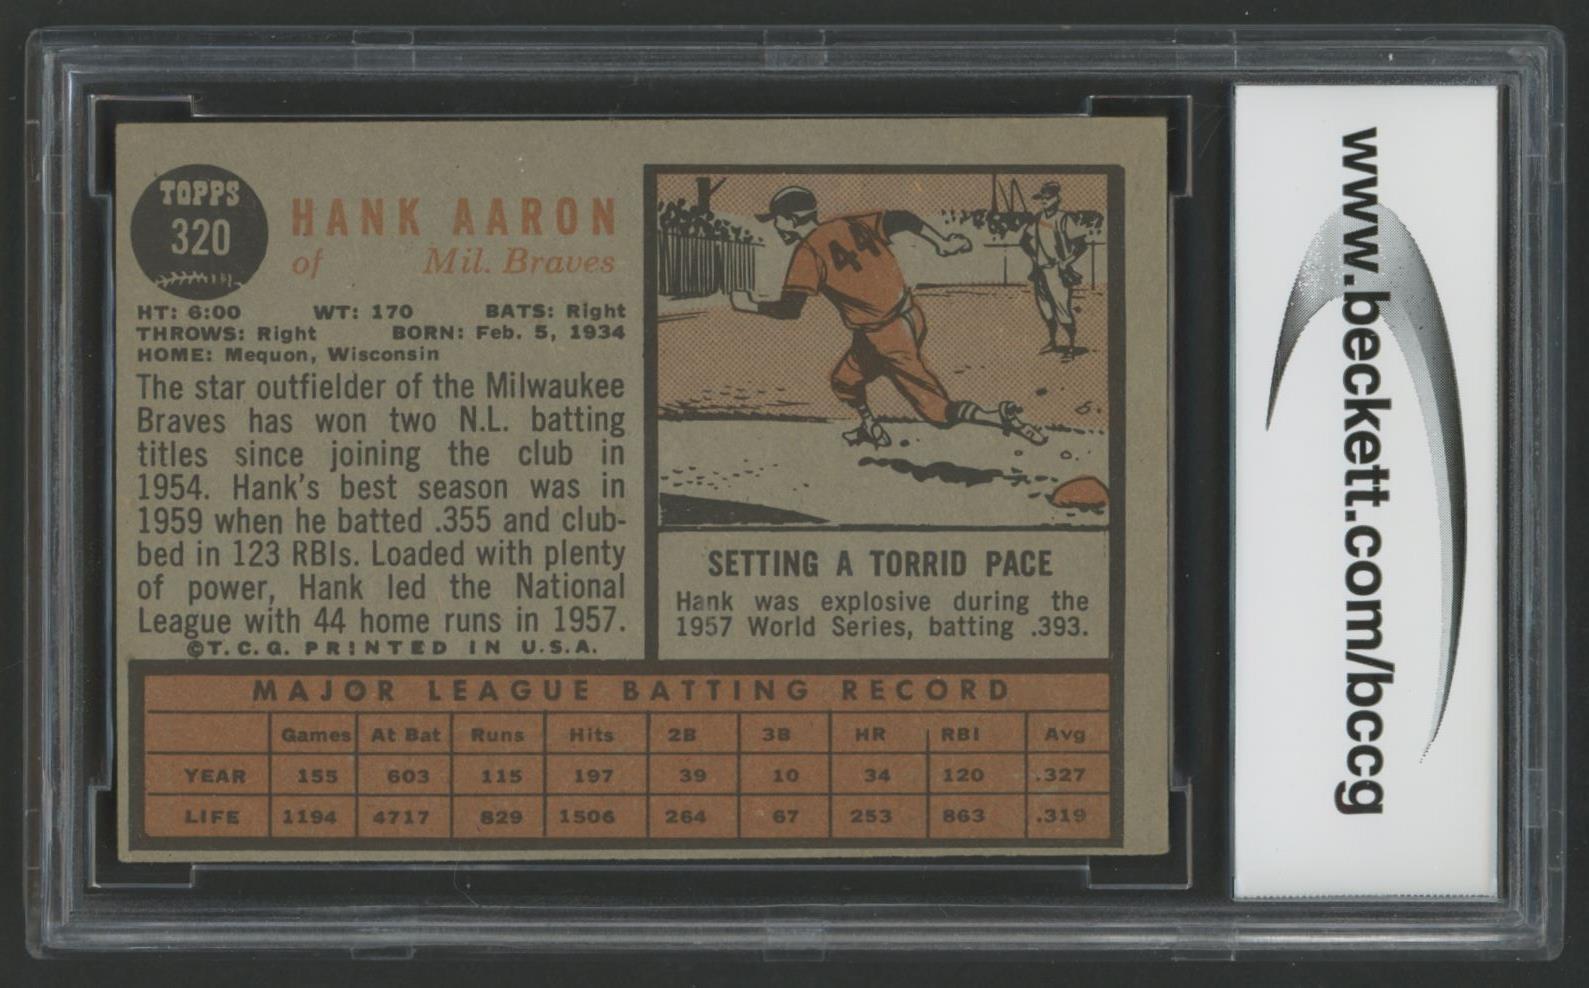 TOPPS
320
HANK AARON
of Mil. Braves
HT: 6:00 WT: 170 BATS: Right
THROWS: Right BORN: Feb. 5, 1934
HOME: Mequon, Wisconsin
The star outfielder of the Milwaukee
Braves has won two N.L. batting
titles since joining the club in
1954. Hank's best season was in
1959 when he batted .355 and club-
bed in 123 RBIs. Loaded with plenty
of power, Hank led the National
League with 44 home runs in 1957.
©T.C.G. PRINTED IN U.S.A.
44
SETTING A TORRID PACE
Hank was explosive during the
1957 World Series, batting .393.
MAJOR LEAGUE BATTING RECORD
Games At Bat Runs Hits 2B 3B HR RBI Avg
YEAR 155 603 115 197 39 10 34 120 .327
LIFE 1194 4717 829 1506 264 67 253 863 .319
www.beckett.com/bccg